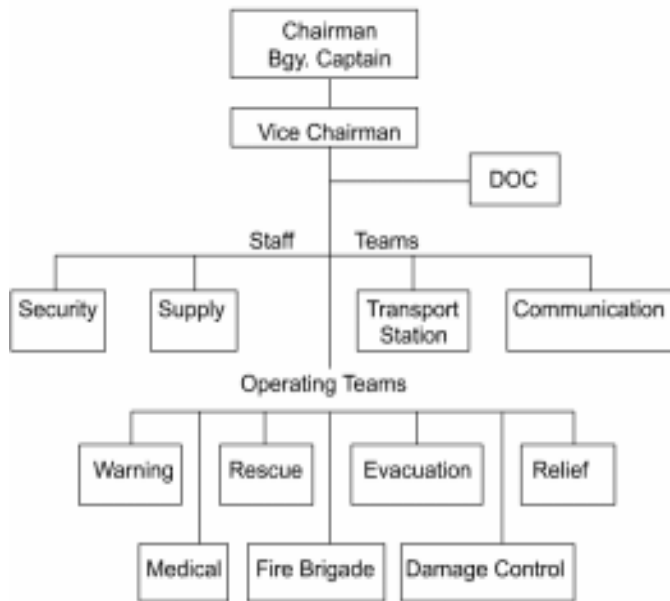 Chairman
Bgy. Captain
Vice Chairman
DOC
Staff Teams
Security Supply Transport Communication
Station
Operating Teams
Warning Rescue Evacuation Relief
Medical Fire Brigade Damage Control